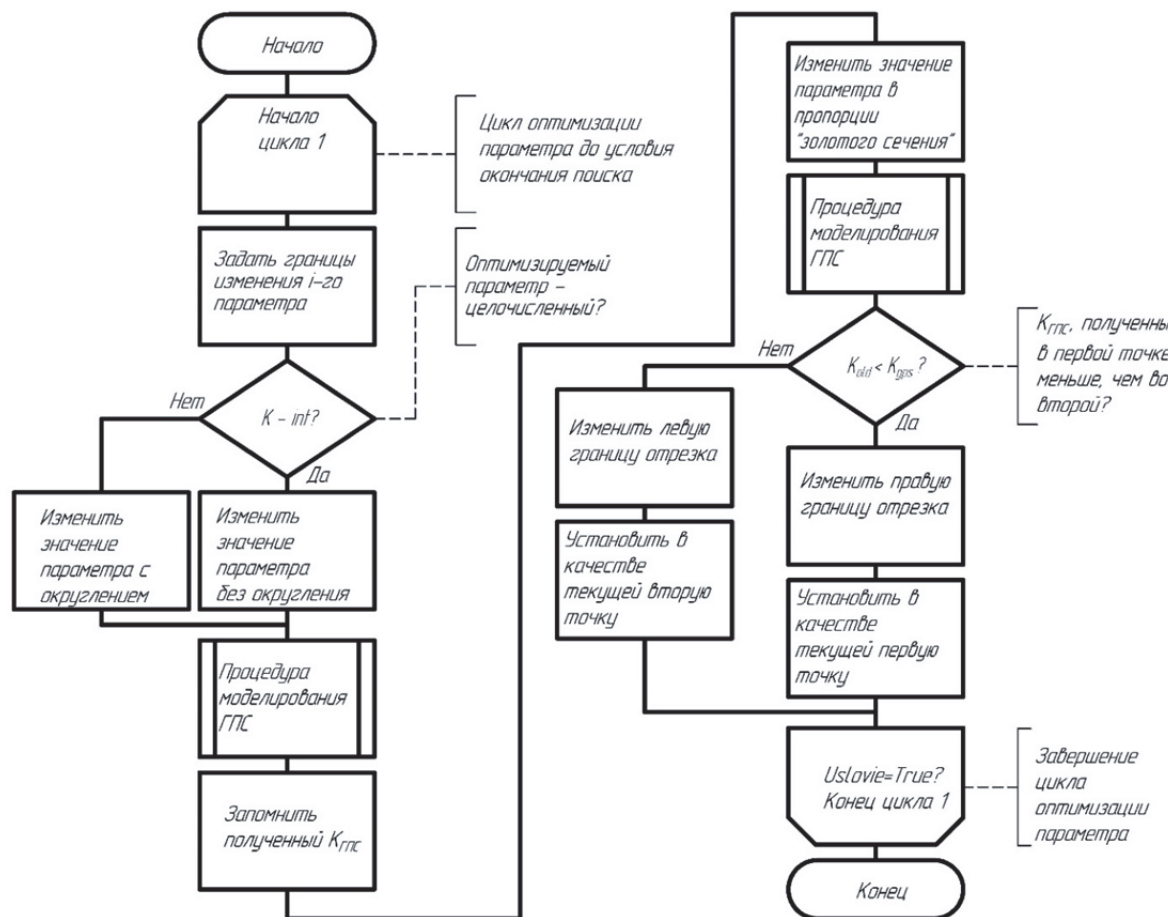 Начало
Начало
цикла 1
Цикл оптимизации
параметра до условия
окончания поиска
Задать границы
изменения i-го
параметра
Оптимизируемый
параметр -
целочисленный?
Нет
K - int?
Да
Изменить
значение
параметра с
округлением
Изменить
значение
параметра
без округления
Процедура
моделирования
ГПС
Запомнить
полученный KГПС
Изменить значение
параметра в
пропорции
"золотого сечения"
Процедура
моделирования
ГПС
Нет
Kold < Kgps ?
Да
KГПС, полученны
в первой точке
меньше, чем во
второй?
Изменить левую
границу отрезка
Установить в
качестве
текущей вторую
точку
Изменить правую
границу отрезка
Установить в
качестве
текущей первую
точку
Uslovie=True?
Конец цикла 1
Завершение
цикла
оптимизации
параметра
Конец